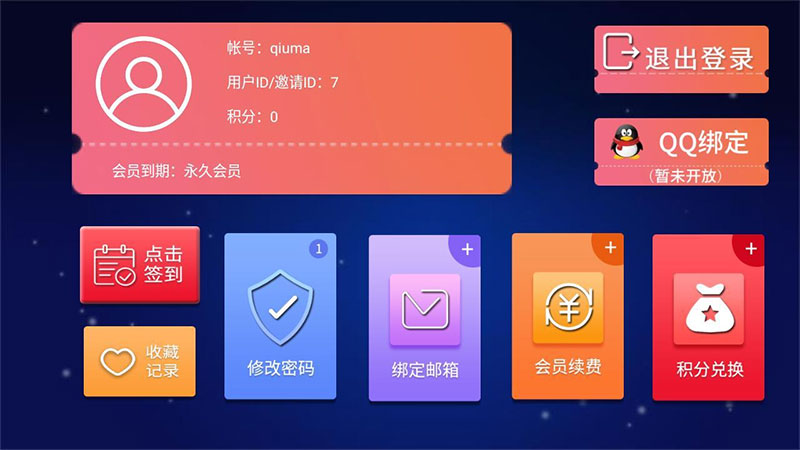 帐号：qiuma
用户ID/邀请ID：7
积分：0
会员到期：永久会员
退出登录
QQ绑定
（暂未开放）
点击
签到
收藏
记录
1
修改密码
+
绑定邮箱
+
¥
会员续费
+
积分兑换